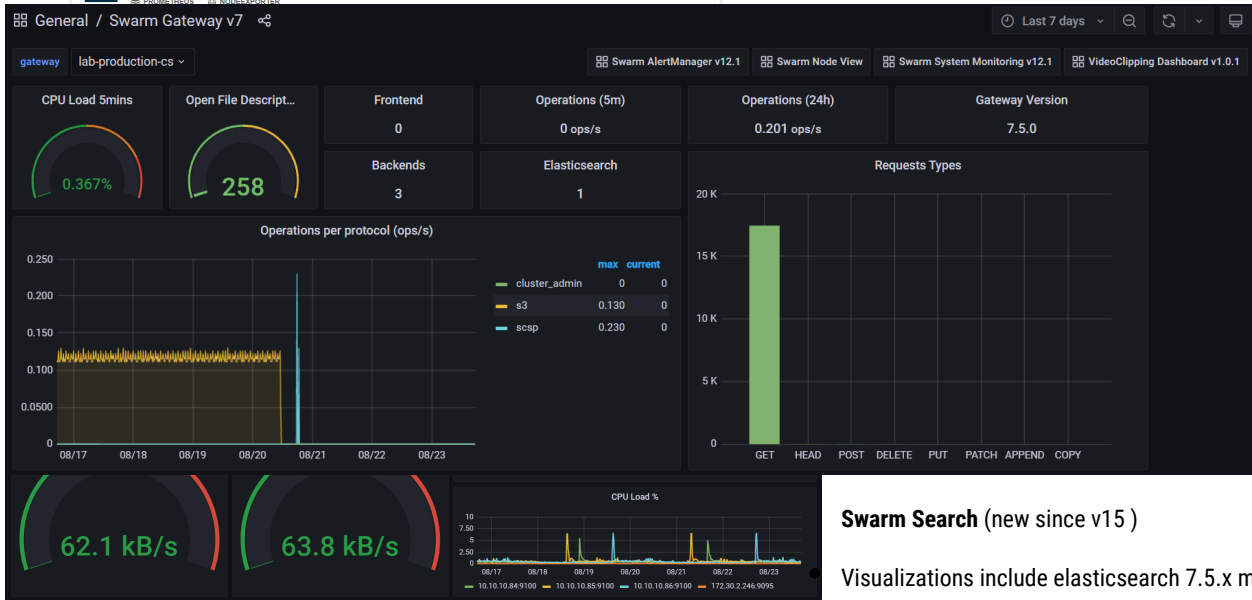 PROMETHEUS NODEEXPORTER
General / Swarm Gateway v7
Last 7 days
gateway lab-production-cs
Swarm AlertManager v12.1 Swarm Node View Swarm System Monitoring v12.1 VideoClipping Dashboard v1.0.1
CPU Load 5mins
0.367%
Open File Descript...
258
Frontend
0
Operations (5m)
0 ops/s
Operations (24h)
0.201 ops/s
Gateway Version
7.5.0
Backends
3
Elasticsearch
1
Requests Types
20 K
15 K
10 K
5 K
0
GET HEAD POST DELETE PUT PATCH APPEND COPY
Operations per protocol (ops/s)
0.250
0.200
0.150
0.100
0.0500
0
08/17 08/18 08/19 08/20 08/21 08/22 08/23
max current
cluster_admin 0 0
s3 0.130 0
scsp 0.230 0
62.1 kB/s
63.8 kB/s
CPU Load %
10
7.50
5
2.50
0
08/17 08/18 08/19 08/20 08/21 08/22 08/23
10.10.10.84:9100 10.10.10.85:9100 10.10.10.86:9100 172.30.2.246:9095
Swarm Search (new since v15 )
Visualizations include elasticsearch 7.5.x m